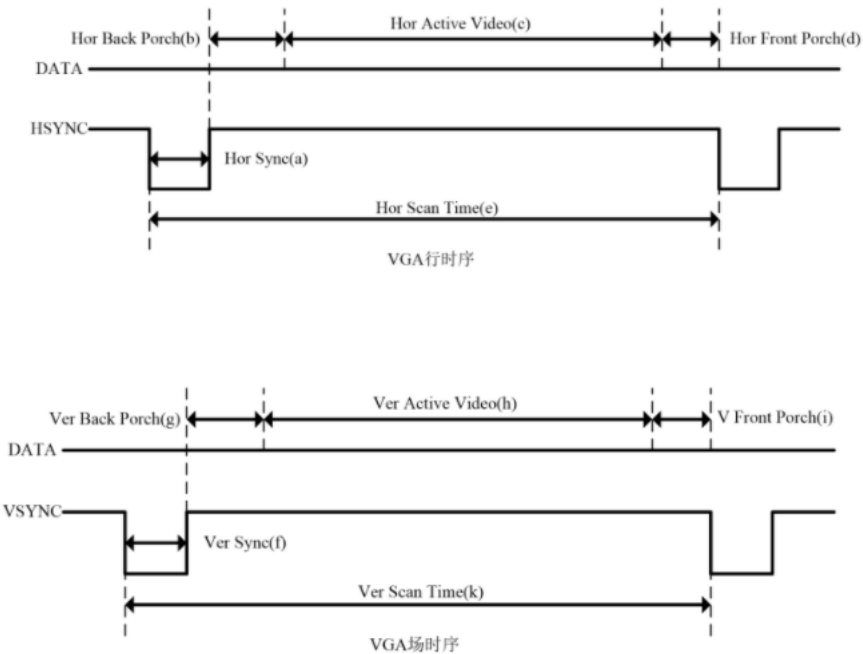 Hor Active Video(c)
Hor Back Porch(b)
Hor Front Porch(d)
DATA
HSYNC
Hor Sync(a)
Hor Scan Time(e)
VGA行时序
Ver Active Video(h)
Ver Back Porch(g)
V Front Porch(i)
DATA
VSYNC
Ver Sync(f)
Ver Scan Time(k)
VGA场时序